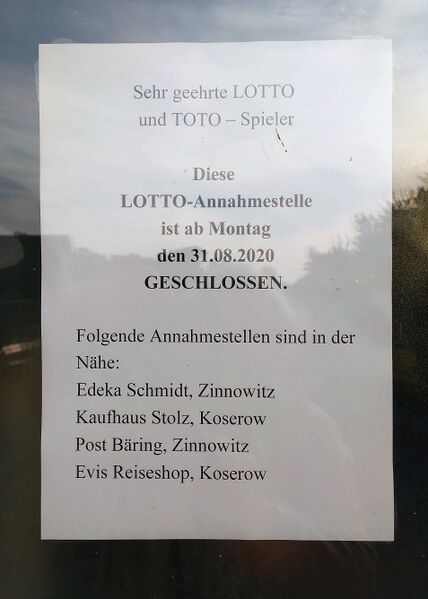 Sehr geehrte LOTTO
und TOTO – Spieler
Diese
LOTTO-Annahmestelle
ist ab Montag
den 31.08.2020
GESCHLOSSEN.
Folgende Annahmestellen sind in der
Nähe:
Edeka Schmidt, Zinnowitz
Kaufhaus Stolz, Koserow
Post Bäring, Zinnowitz
Evis Reiseshop, Koserow